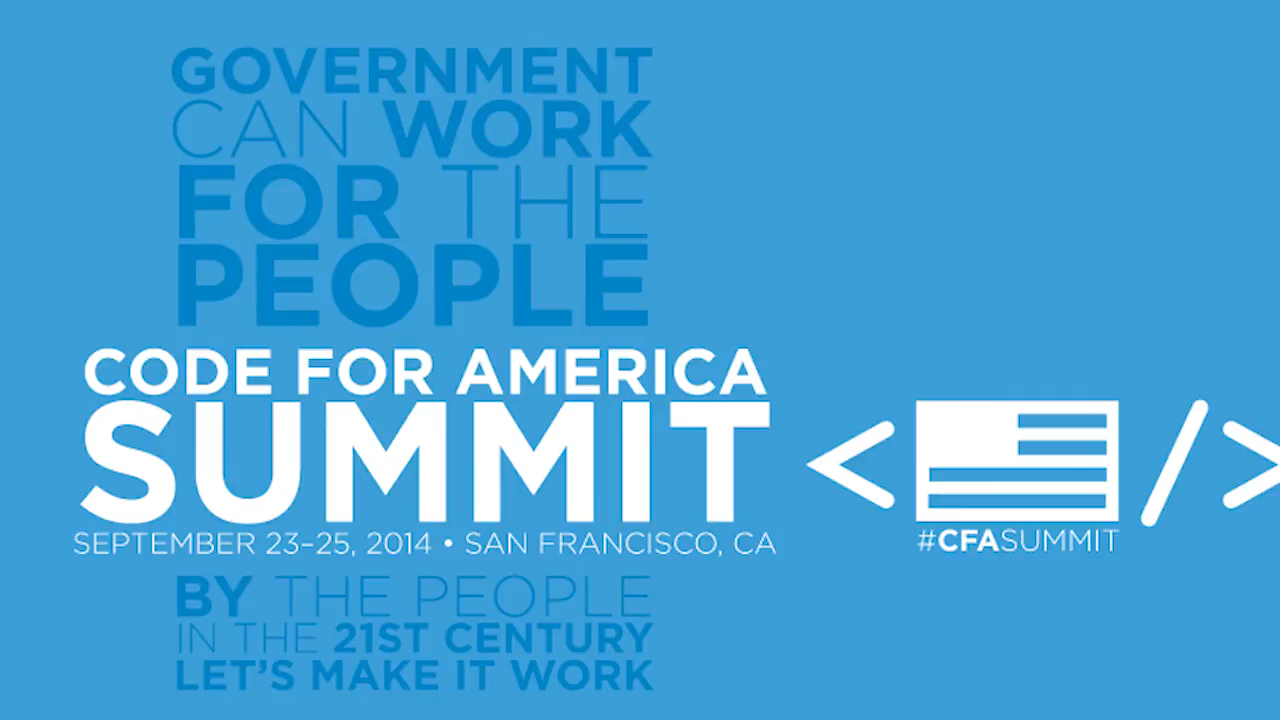 GOVERNMENT
CAN WORK
FOR THE
PEOPLE
CODE FOR AMERICA
SUMMIT
SEPTEMBER 23–25, 2014 • SAN FRANCISCO, CA
< / >
#CFASUMMIT
BY THE PEOPLE
IN THE 21ST CENTURY
LET'S MAKE IT WORK